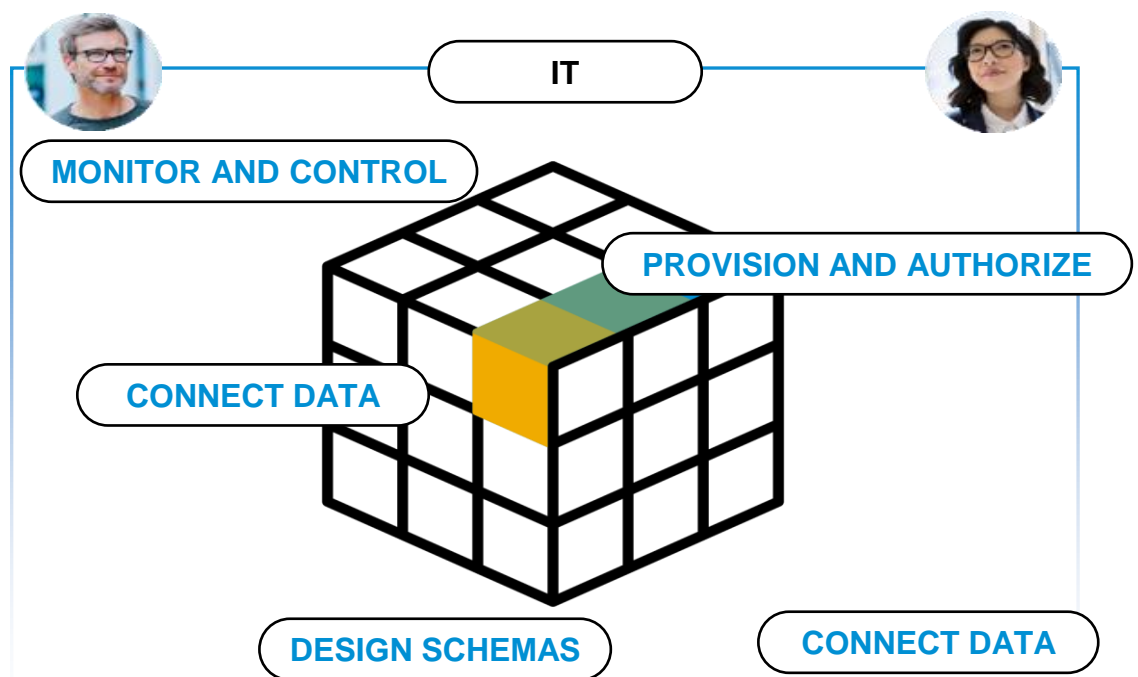 IT
MONITOR AND CONTROL
PROVISION AND AUTHORIZE
CONNECT DATA
DESIGN SCHEMAS
CONNECT DATA